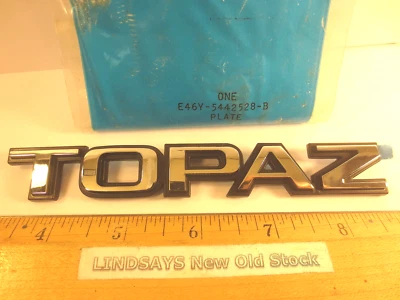 ONE
E46Y-5442528-B
PLATE
TOPAZ
4 5 6 7 8
LINDSAYS New Old Stock